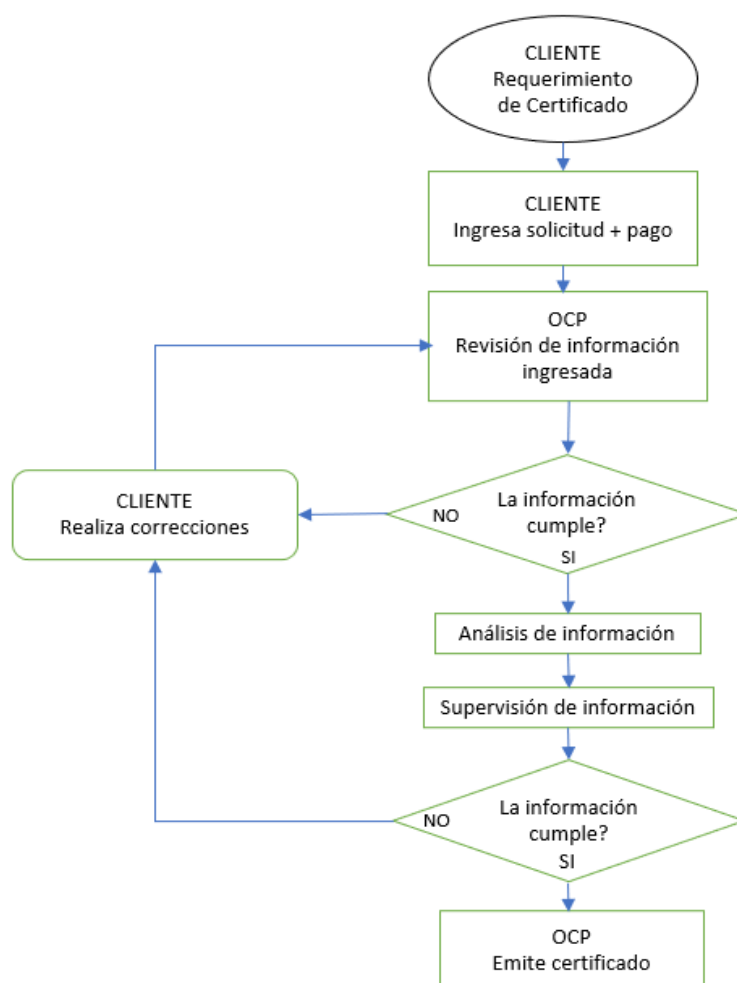 CLIENTE
Requerimiento
de Certificado
CLIENTE
Ingresa solicitud + pago
OCP
Revisión de información
ingresada
CLIENTE
Realiza correcciones
La información
cumple?
NO
SI
Análisis de información
Supervisión de información
La información
cumple?
NO
SI
OCP
Emite certificado